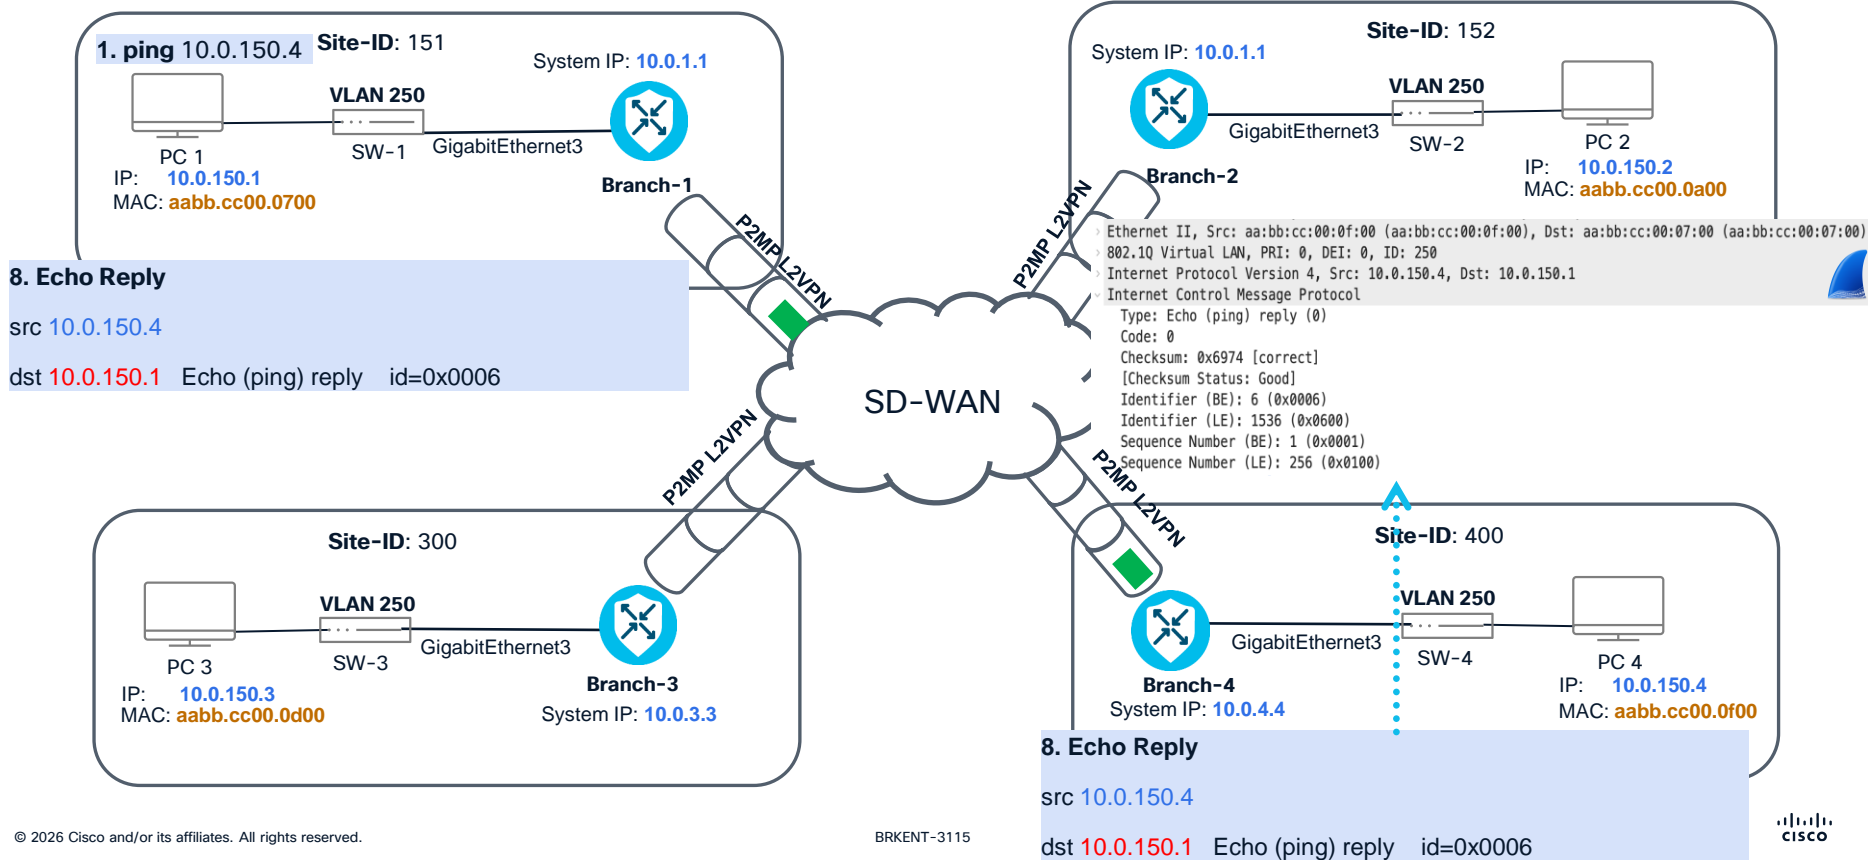 1. ping 10.0.150.4
Site-ID: 151
System IP: 10.0.1.1
VLAN 250
PC 1
SW-1
GigabitEthernet3
IP: 10.0.150.1
MAC: aabb.cc00.0700
Branch-1
P2MP L2VPN
Site-ID: 152
System IP: 10.0.1.1
VLAN 250
GigabitEthernet3
SW-2
PC 2
IP: 10.0.150.2
MAC: aabb.cc00.0a00
Branch-2
P2MP L2VPN
Ethernet II, Src: aa:bb:cc:00:0f:00 (aa:bb:cc:00:0f:00), Dst: aa:bb:cc:00:07:00 (aa:bb:cc:00:07:00)
802.1Q Virtual LAN, PRI: 0, DEI: 0, ID: 250
Internet Protocol Version 4, Src: 10.0.150.4, Dst: 10.0.150.1
Internet Control Message Protocol
Type: Echo (ping) reply (0)
Code: 0
Checksum: 0x6974 [correct]
[Checksum Status: Good]
Identifier (BE): 6 (0x0006)
Identifier (LE): 1536 (0x0600)
Sequence Number (BE): 1 (0x0001)
Sequence Number (LE): 256 (0x0100)
8. Echo Reply
src 10.0.150.4
dst 10.0.150.1 Echo (ping) reply id=0x0006
SD-WAN
P2MP L2VPN
P2MP L2VPN
Site-ID: 300
VLAN 250
PC 3
SW-3
GigabitEthernet3
IP: 10.0.150.3
MAC: aabb.cc00.0d00
Branch-3
System IP: 10.0.3.3
Site-ID: 400
VLAN 250
GigabitEthernet3
SW-4
PC 4
Branch-4
System IP: 10.0.4.4
IP: 10.0.150.4
MAC: aabb.cc00.0f00
8. Echo Reply
src 10.0.150.4
dst 10.0.150.1 Echo (ping) reply id=0x0006
© 2026 Cisco and/or its affiliates. All rights reserved.
BRKENT-3115
CISCO